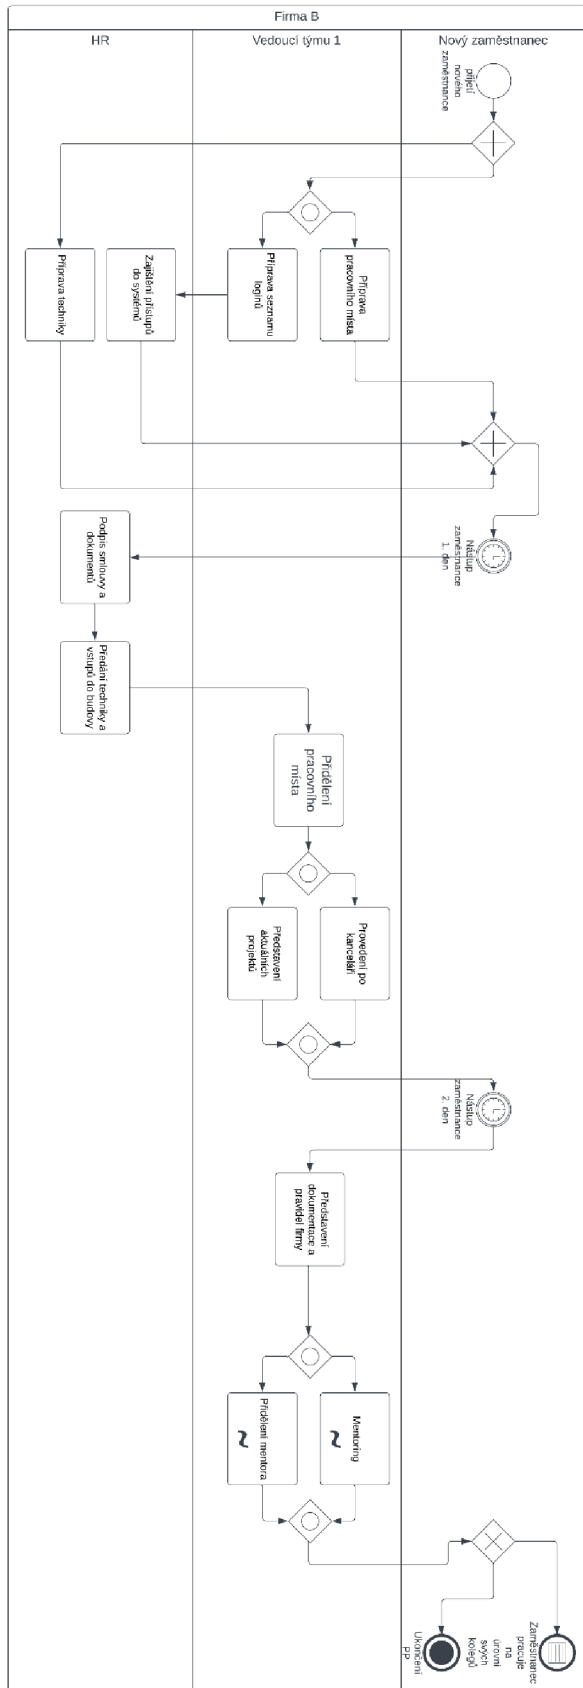 Firma B
HR
Vedoucí týmu 1
Nový zaměstnanec
přijetí
nového
zaměstnance
Příprava techniky
Zajištění přístupů
do systémů
Příprava seznamu
loginů
Příprava
pracovního místa
Nástup
zaměstnance
1. den
Podpis smlouvy a
dokumentů
Předání techniky a
vstupů do budovy
Přidělení
pracovního
místa
Představení
aktuálních
projektů
Provedení po
kanceláři
Nástup
zaměstnance
2. den
Představení
dokumentace a
pravidel firmy
Přidělení mentora
Mentoring
Zaměstnanec
pracuje
na
úrovni
svých
kolegů
Ukončení
PP